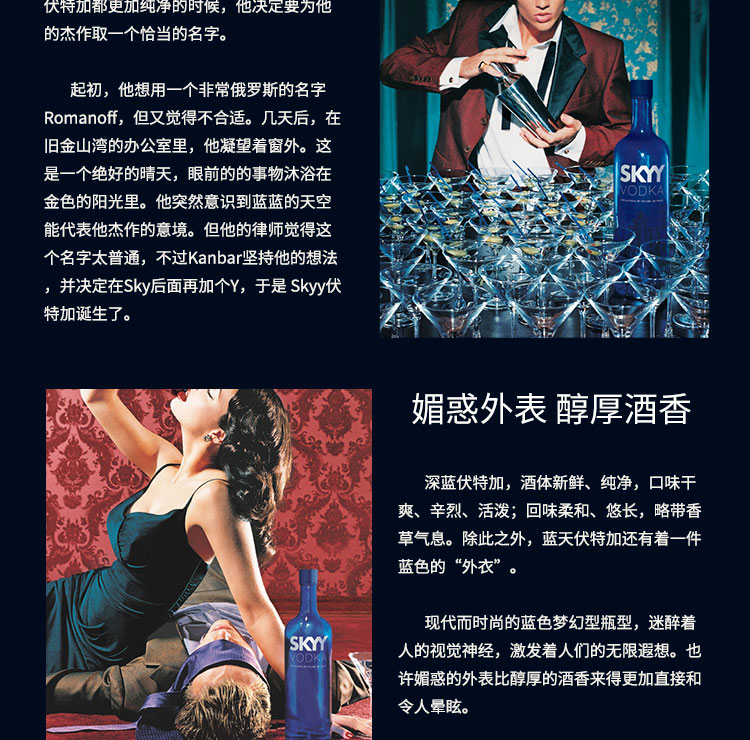 伏特加都更加纯净的时候，他决定要为他
的杰作取一个恰当的名字。
起初，他想用一个非常俄罗斯的名字
Romanoff，但又觉得不合适。几天后，在
旧金山湾的办公室里，他凝望着窗外。这
是一个绝好的晴天，眼前的的事物沐浴在
金色的阳光里。他突然意识到蓝蓝的天空
能代表他杰作的意境。但他的律师觉得这
个名字太普通，不过Kanbar坚持他的想法
，并决定在Sky后面再加个Y，于是 Skyy伏
特加诞生了。
SKYY
VODKA
媚惑外表 醇厚酒香
深蓝伏特加，酒体新鲜、纯净，口味干
爽、辛烈、活泼；回味柔和、悠长，略带香
草气息。除此之外，蓝天伏特加还有着一件
蓝色的“外衣”。
现代而时尚的蓝色梦幻型瓶型，迷醉着
人的视觉神经，激发着人们的无限遐想。也
许媚惑的外表比醇厚的酒香来得更加直接和
令人晕眩。
SKYY
VODKA